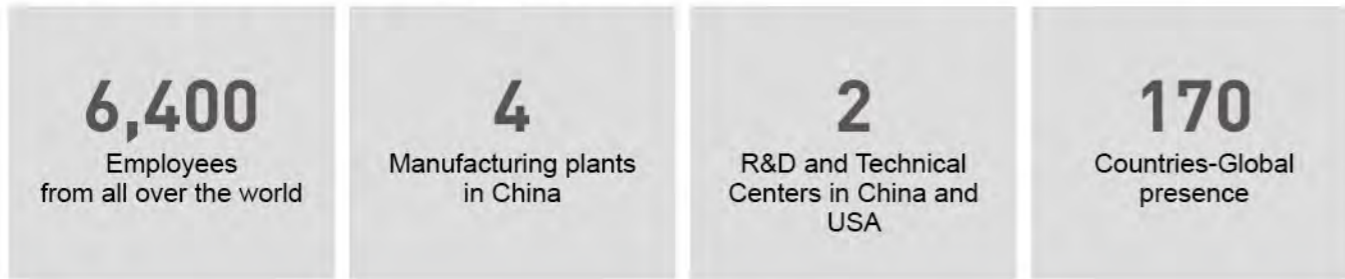 6,400
Employees
from all over the world
4
Manufacturing plants
in China
2
R&D and Technical
Centers in China and
USA
170
Countries-Global
presence